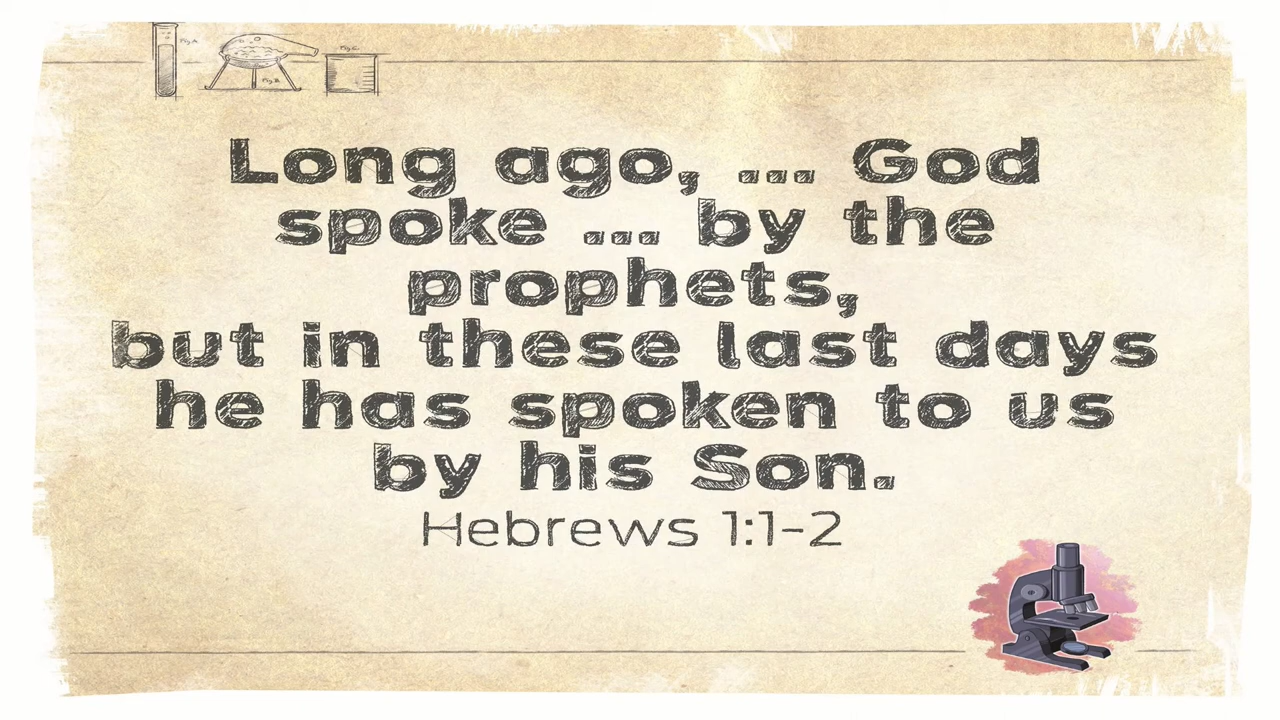 Long ago, ... God
spoke ... by the
prophets,
but in these last days
he has spoken to us
by his Son.
Hebrews 1:1-2